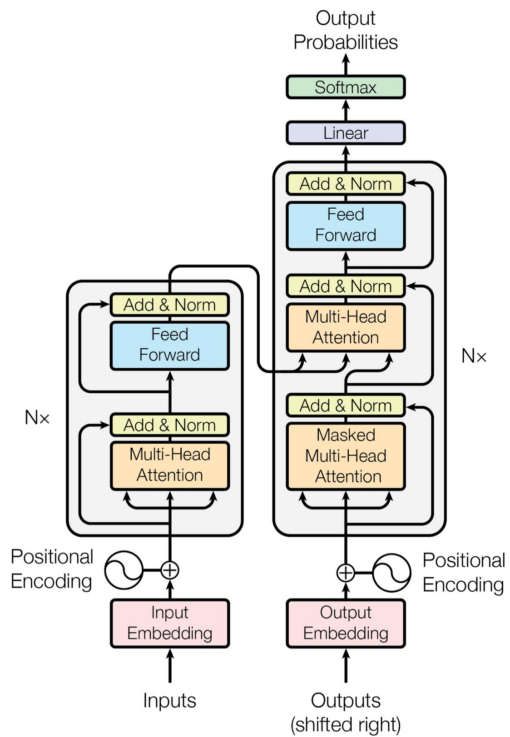 Output
Probabilities
Softmax
Linear
Add & Norm
Feed
Forward
Add & Norm
Multi-Head
Attention
Add & Norm
Masked
Multi-Head
Attention
N×
Add & Norm
Feed
Forward
Add & Norm
Multi-Head
Attention
N×
Positional
Encoding
Positional
Encoding
Input
Embedding
Output
Embedding
Inputs
Outputs
(shifted right)